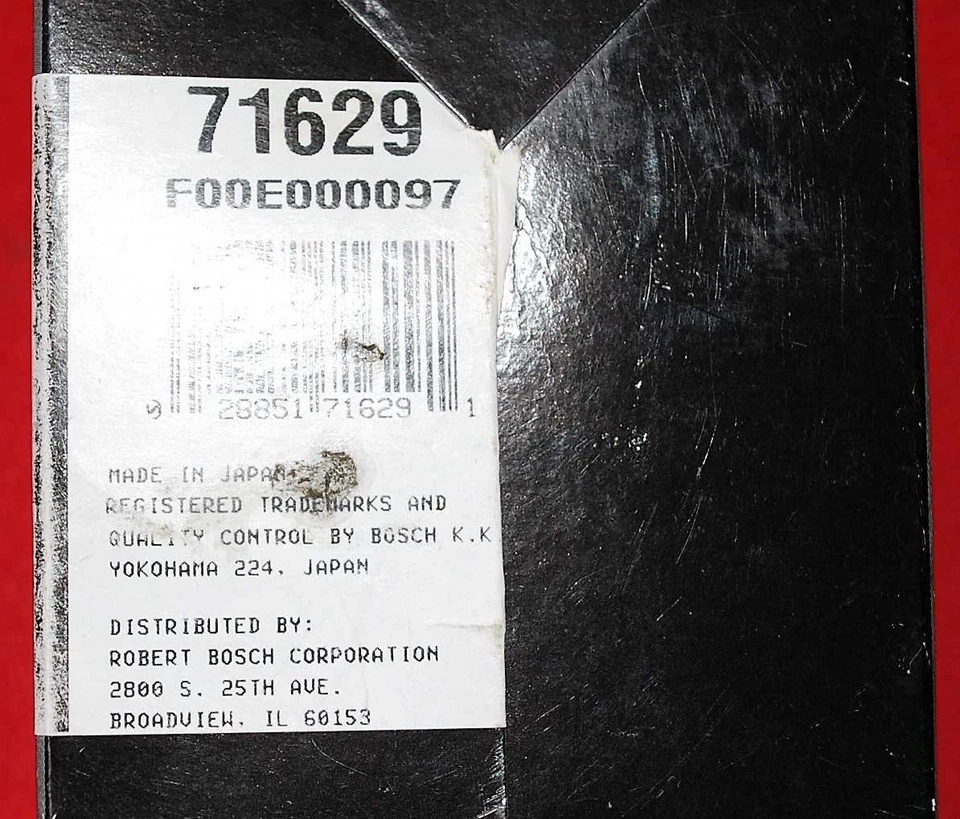 71629
F00E000097
28851 71629 1
MADE IN JAPAN
REGISTERED TRADEMARKS AND
QUALITY CONTROL BY BOSCH K.K
YOKOHAMA 224, JAPAN
DISTRIBUTED BY:
ROBERT BOSCH CORPORATION
2800 S. 25TH AVE.
BROADVIEW, IL 60153